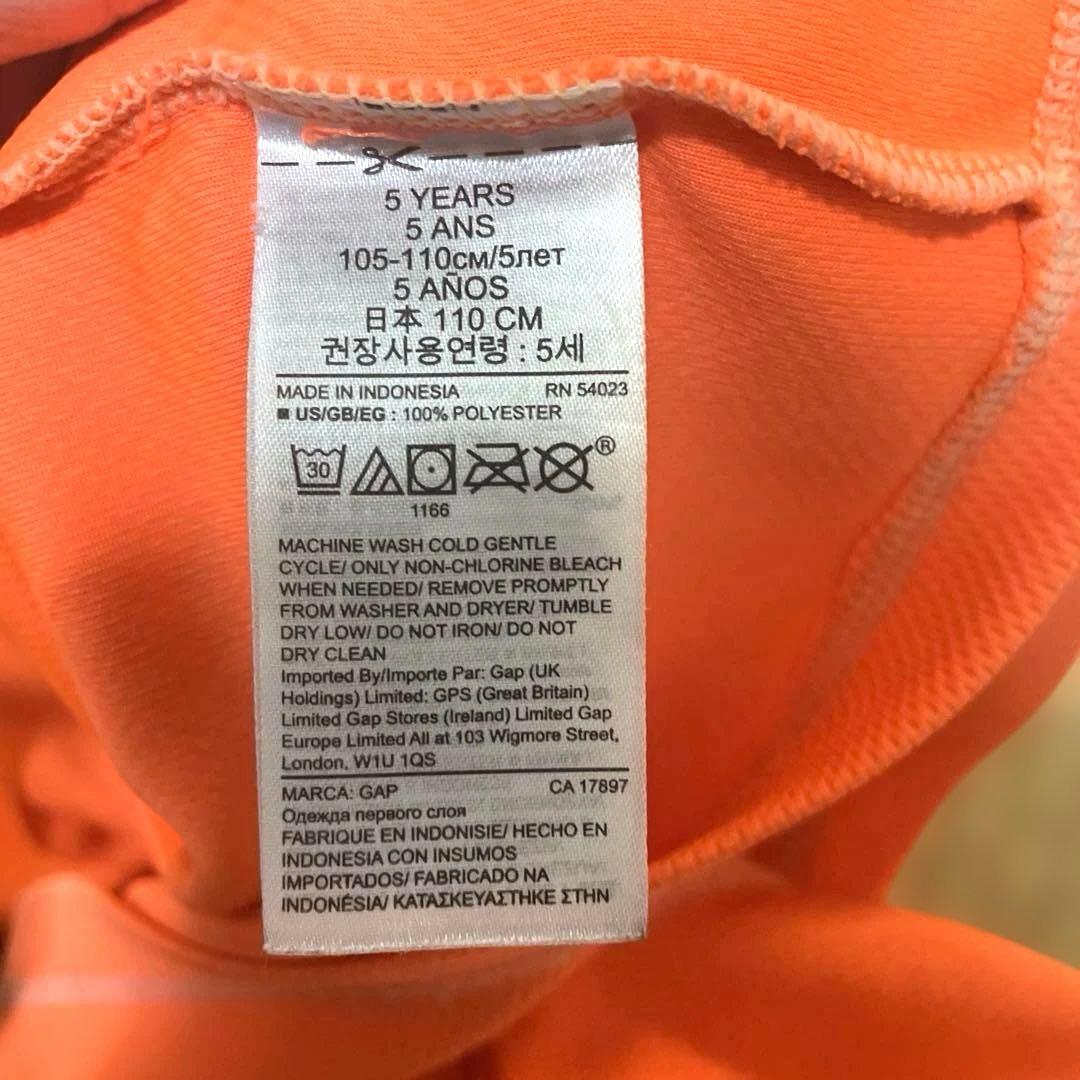 5 YEARS
5 ANS
105-110см/5лет
5 AÑOS
日本 110 CM
권장사용연령 : 5세
MADE IN INDONESIA RN 54023
US/GB/EG : 100% POLYESTER
30
®
1166
MACHINE WASH COLD GENTLE
CYCLE/ ONLY NON-CHLORINE BLEACH
WHEN NEEDED/ REMOVE PROMPTLY
FROM WASHER AND DRYER/ TUMBLE
DRY LOW/ DO NOT IRON/ DO NOT
DRY CLEAN
Imported By/Importe Par: Gap (UK
Holdings) Limited: GPS (Great Britain)
Limited Gap Stores (Ireland) Limited Gap
Europe Limited All at 103 Wigmore Street,
London, W1U 1QS
MARCA: GAP CA 17897
Одежда первого слоя
FABRIQUE EN INDONISIE/ HECHO EN
INDONESIA CON INSUMOS
IMPORTADOS/ FABRICADO NA
INDONÉSIA/ ΚΑΤΑΣΚΕΥΑΣΤΗΚΕ ΣΤΗΝ